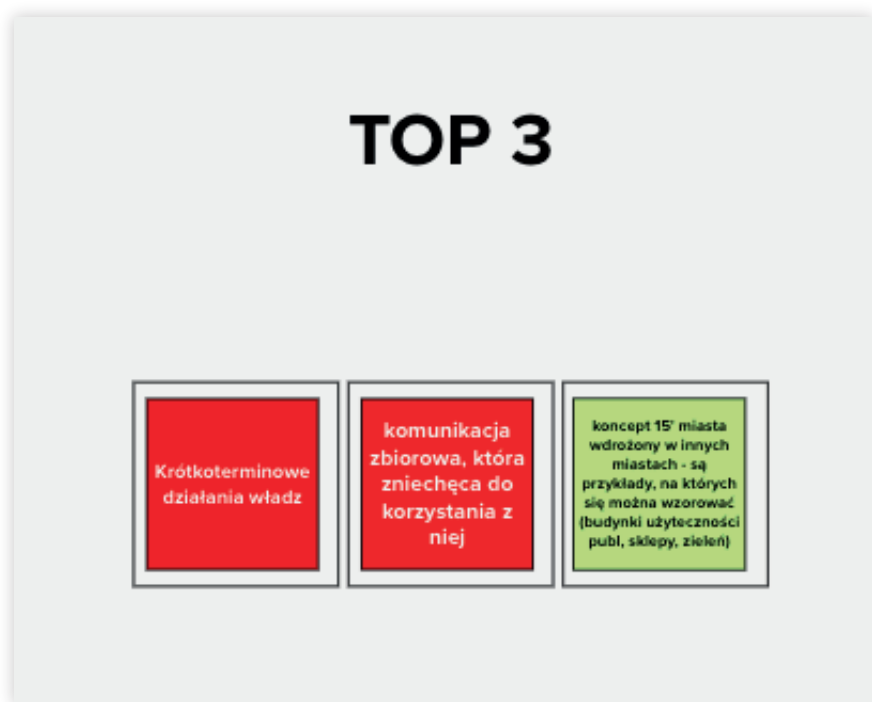 TOP 3
Krótkoterminowe
działania władz
komunikacja
zbiorowa, która
zniechęca do
korzystania z
niej
koncept 15' miasta
wdrożony w innych
miastach - są
przykłady, na których
się można wzorować
(budynki użyteczności
publ, sklepy, zieleń)